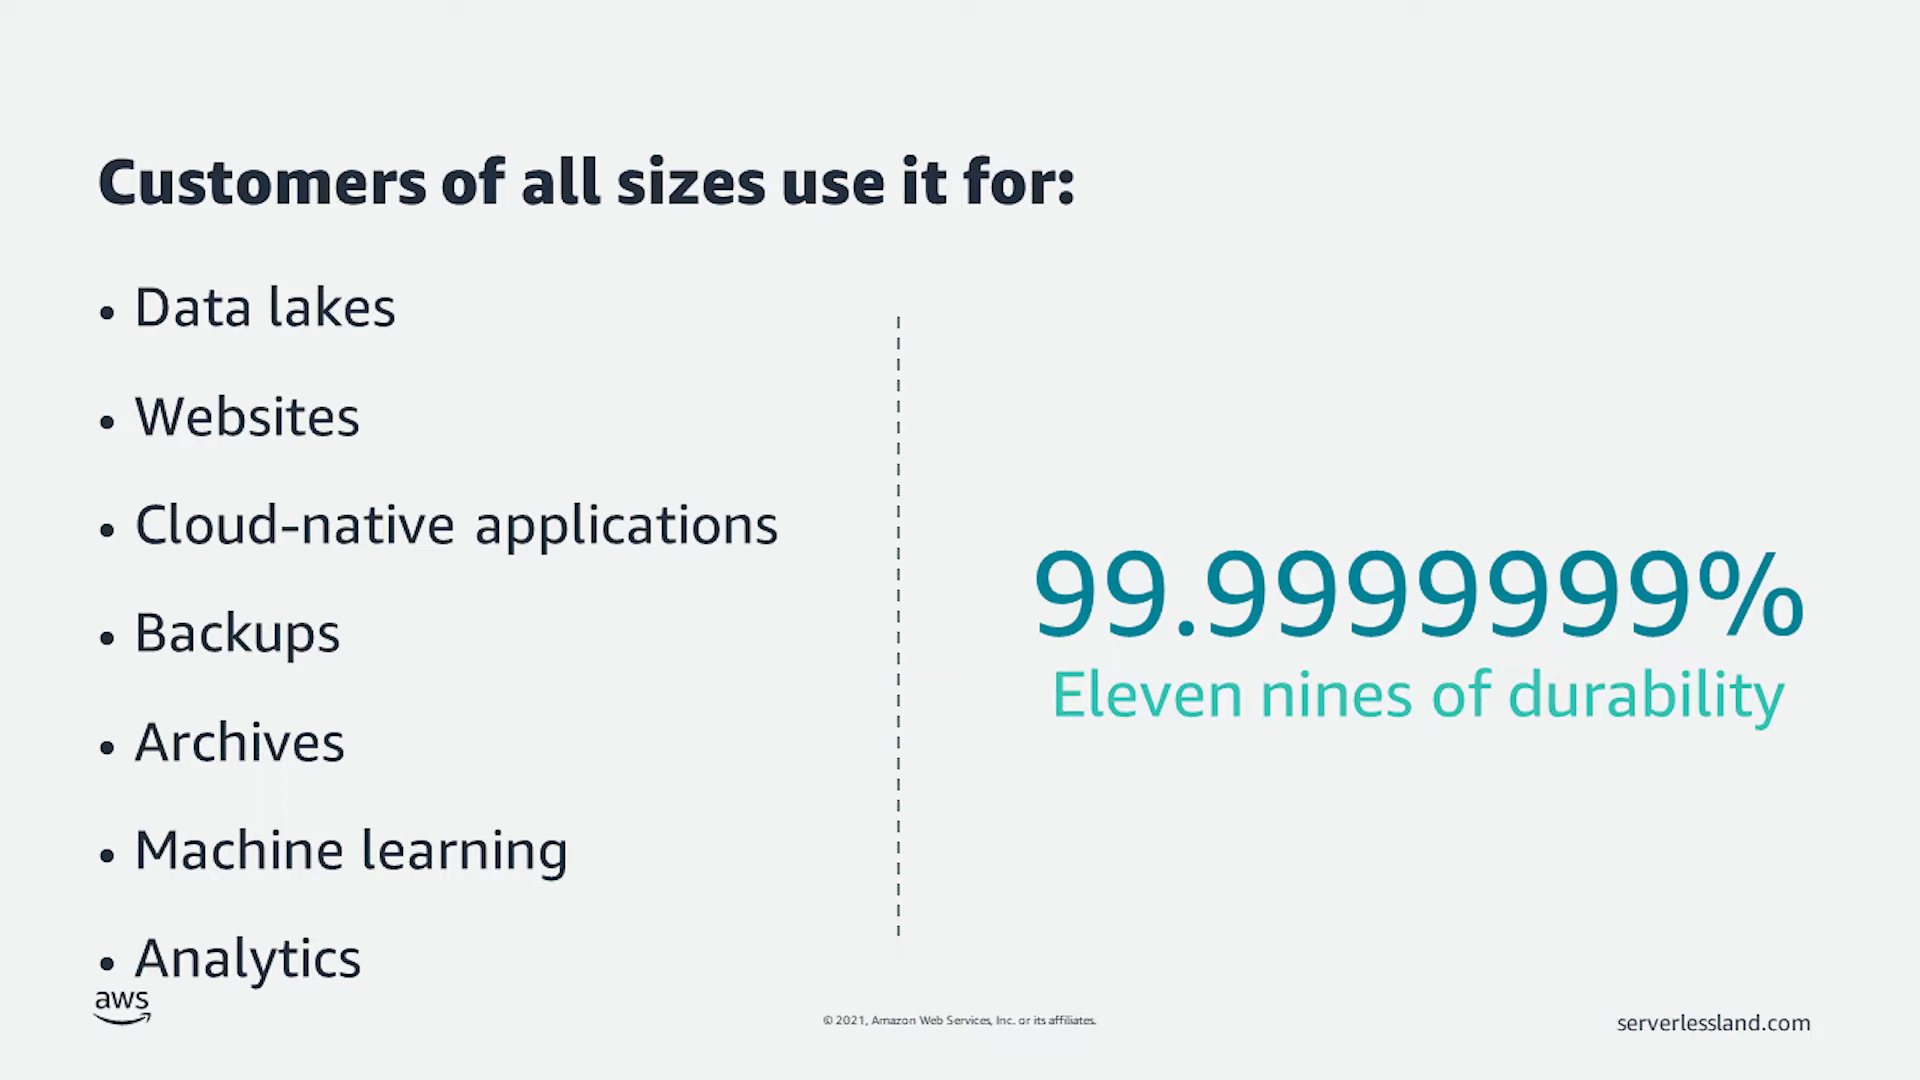 Customers of all sizes use it for:
• Data lakes
• Websites
• Cloud-native applications
• Backups
• Archives
• Machine learning
• Analytics
99.9999999%
Eleven nines of durability
aws
© 2021, Amazon Web Services, Inc. or its affiliates.
serverlessland.com